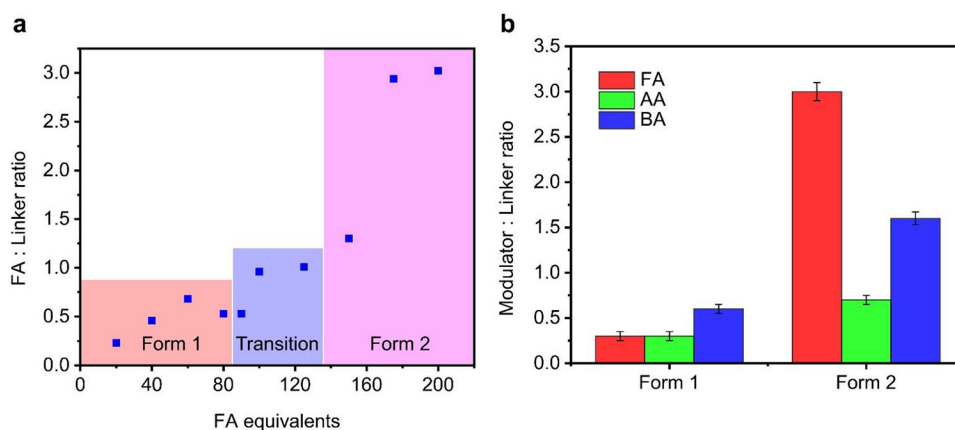 a
3.0
2.5
2.0
1.5
1.0
0.5
0.0
FA : Linker ratio
Form 1
Transition
Form 2
0
40
80
120
160
200
FA equivalents
b
3.5
3.0
2.5
2.0
1.5
1.0
0.5
0.0
Modulator : Linker ratio
FA
AA
BA
Form 1
Form 2